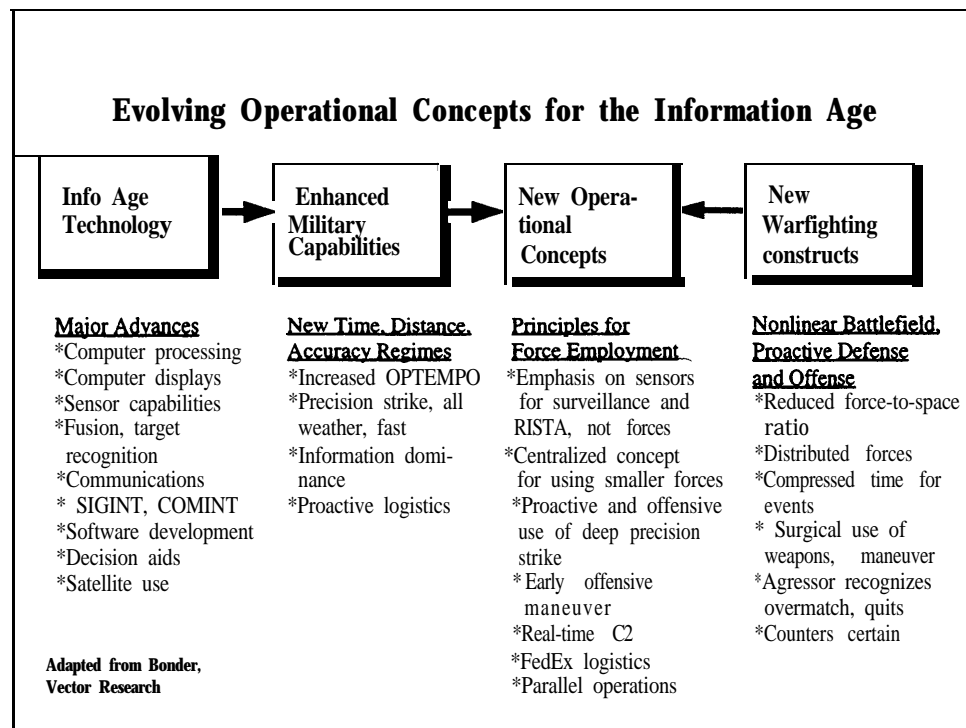 Evolving Operational Concepts for the Information Age
Info Age
Technology
Enhanced
Military
Capabilities
New Opera-
tional
Concepts
New
Warfighting
constructs
Major Advances
*Computer processing
*Computer displays
*Sensor capabilities
*Fusion, target
recognition
*Communications
* SIGINT, COMINT
*Software development
*Decision aids
*Satellite use
New Time, Distance,
Accuracy Regimes
*Increased OPTEMPO
*Precision strike, all
weather, fast
*Information domi-
nance
*Proactive logistics
Principles for
Force Employment
*Emphasis on sensors
for surveillance and
RISTA, not forces
*Centralized concept
for using smaller forces
*Proactive and offensive
use of deep precision
strike
*Early offensive
maneuver
*Real-time C2
*FedEx logistics
*Parallel operations
Nonlinear Battlefield,
Proactive Defense
and Offense
*Reduced force-to-space
ratio
*Distributed forces
*Compressed time for
events
* Surgical use of
weapons, maneuver
*Agressor recognizes
overmatch, quits
*Counters certain
Adapted from Bonder,
Vector Research